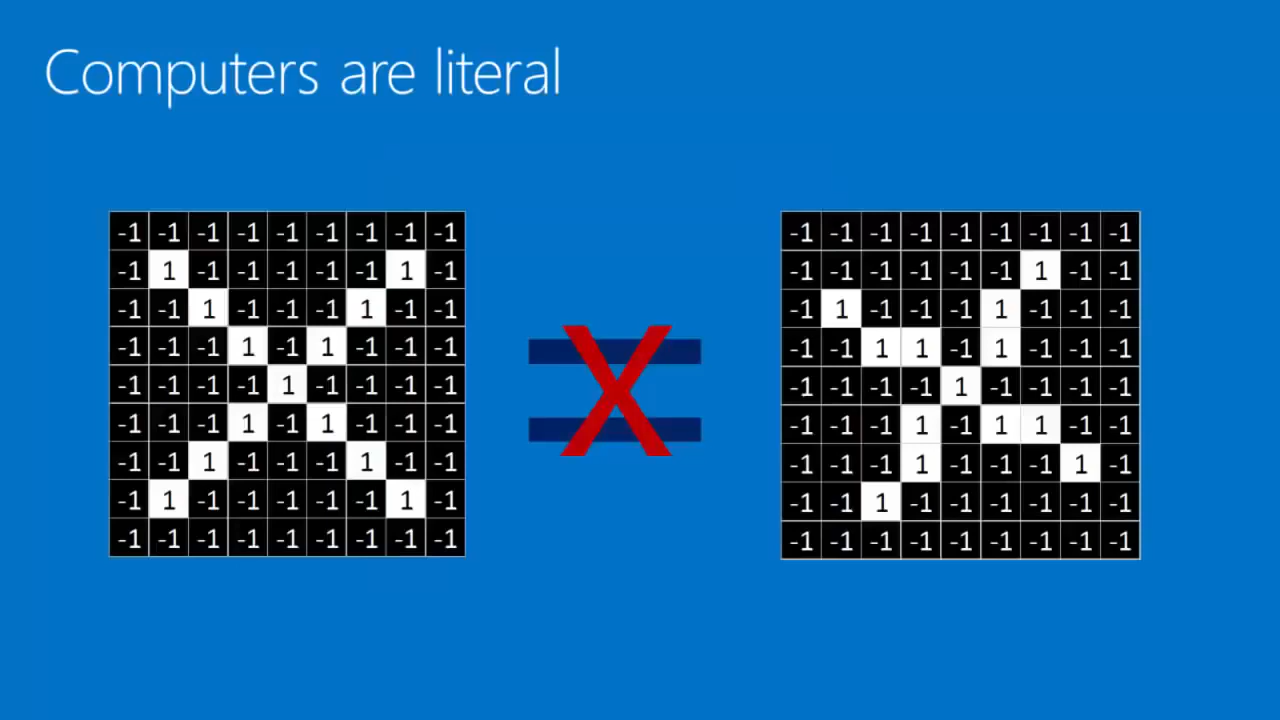 Computers are literal
-1 -1 -1 -1 -1 -1 -1 -1 -1
-1 1 -1 -1 -1 -1 -1 1 -1
-1 -1 1 -1 -1 -1 1 -1 -1
-1 -1 -1 1 -1 1 -1 -1 -1
-1 -1 -1 -1 1 -1 -1 -1 -1
-1 -1 -1 1 -1 1 -1 -1 -1
-1 -1 1 -1 -1 -1 1 -1 -1
-1 1 -1 -1 -1 -1 -1 1 -1
-1 -1 -1 -1 -1 -1 -1 -1 -1
X
-1 -1 -1 -1 -1 -1 -1 -1 -1
-1 -1 -1 -1 -1 -1 1 -1 -1
-1 1 -1 -1 -1 1 -1 -1 -1
-1 -1 1 1 -1 1 -1 -1 -1
-1 -1 -1 -1 1 -1 -1 -1 -1
-1 -1 -1 1 -1 1 1 -1 -1
-1 -1 -1 1 -1 -1 -1 1 -1
-1 -1 1 -1 -1 -1 -1 -1 -1
-1 -1 -1 -1 -1 -1 -1 -1 -1